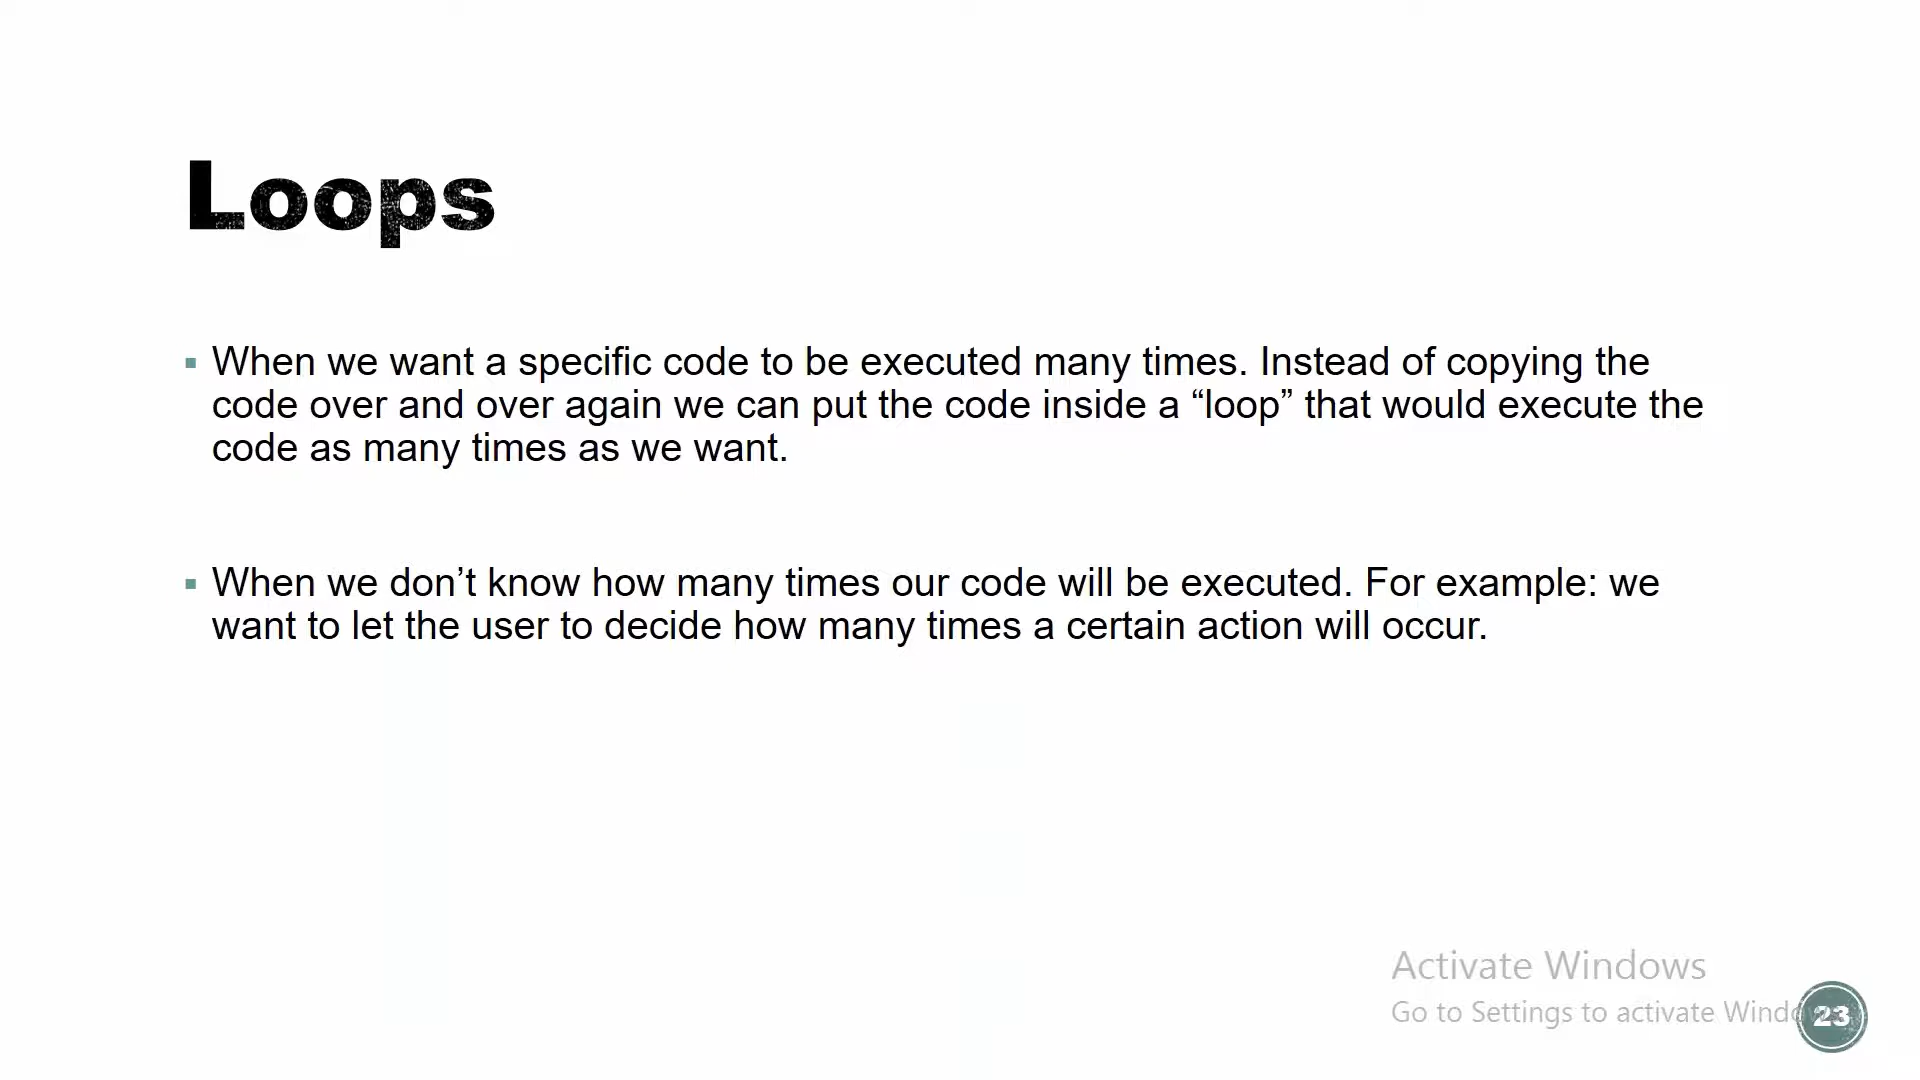 Loops
▪ When we want a specific code to be executed many times. Instead of copying the
code over and over again we can put the code inside a “loop” that would execute the
code as many times as we want.
▪ When we don’t know how many times our code will be executed. For example: we
want to let the user to decide how many times a certain action will occur.
Activate Windows
Go to Settings to activate Windows.
23